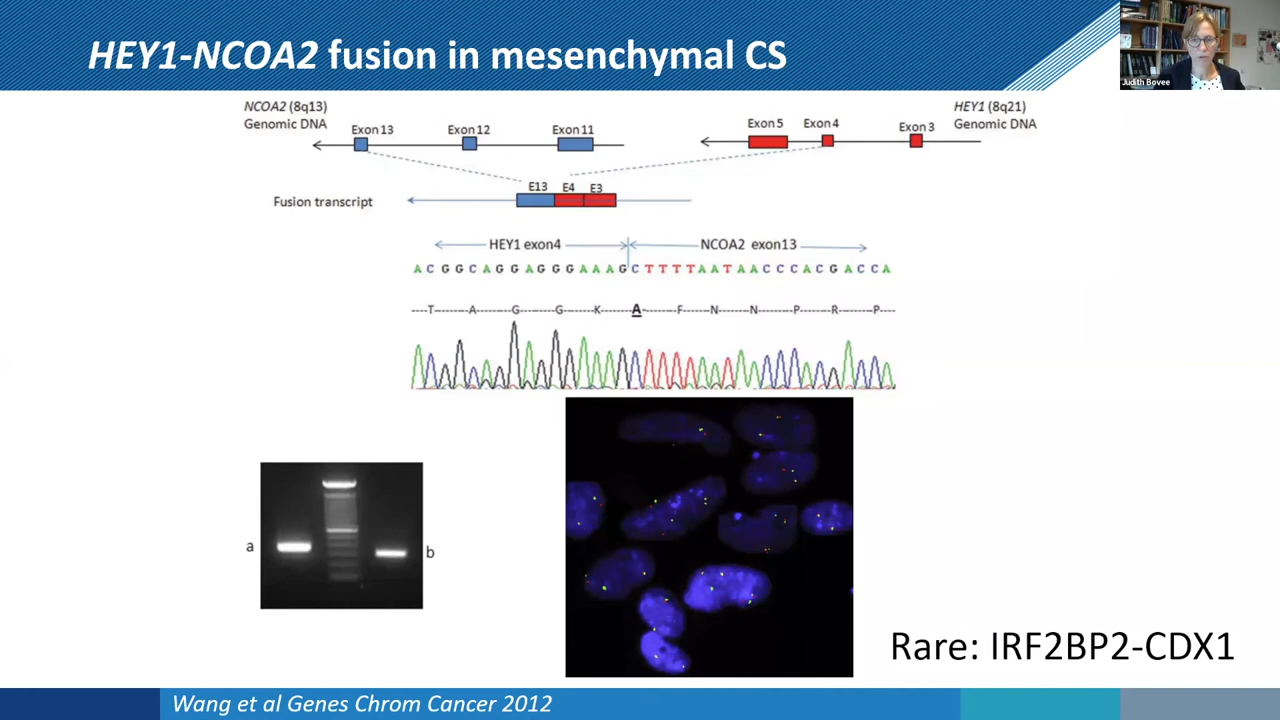 HEY1-NCOA2 fusion in mesenchymal CS
Judith Bovee
NCOA2 (8q13)
Genomic DNA
Exon 13
Exon 12
Exon 11
Exon 5
Exon 4
Exon 3
HEY1 (8q21)
Genomic DNA
E13 E4 E3
Fusion transcript
HEY1 exon4
NCOA2 exon13
A C G G C A G G A G G G A A A G C T T T T A A T A A C C C A C G A C C A
----T--------A--------G--------G-------K-------A-------F-------N-------N--------P--------R--------P----
a
b
Rare: IRF2BP2-CDX1
Wang et al Genes Chrom Cancer 2012